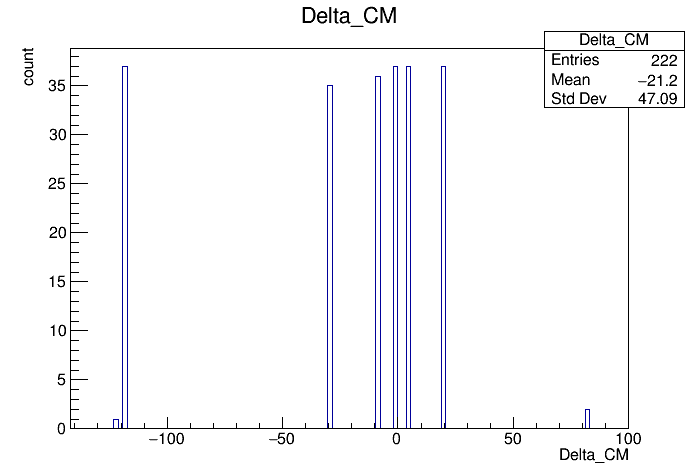 Delta_CM
Delta_CM
Entries 222
Mean −21.2
Std Dev 47.09
count
35
30
25
20
15
10
5
0
−100 −50 0 50 100
Delta_CM